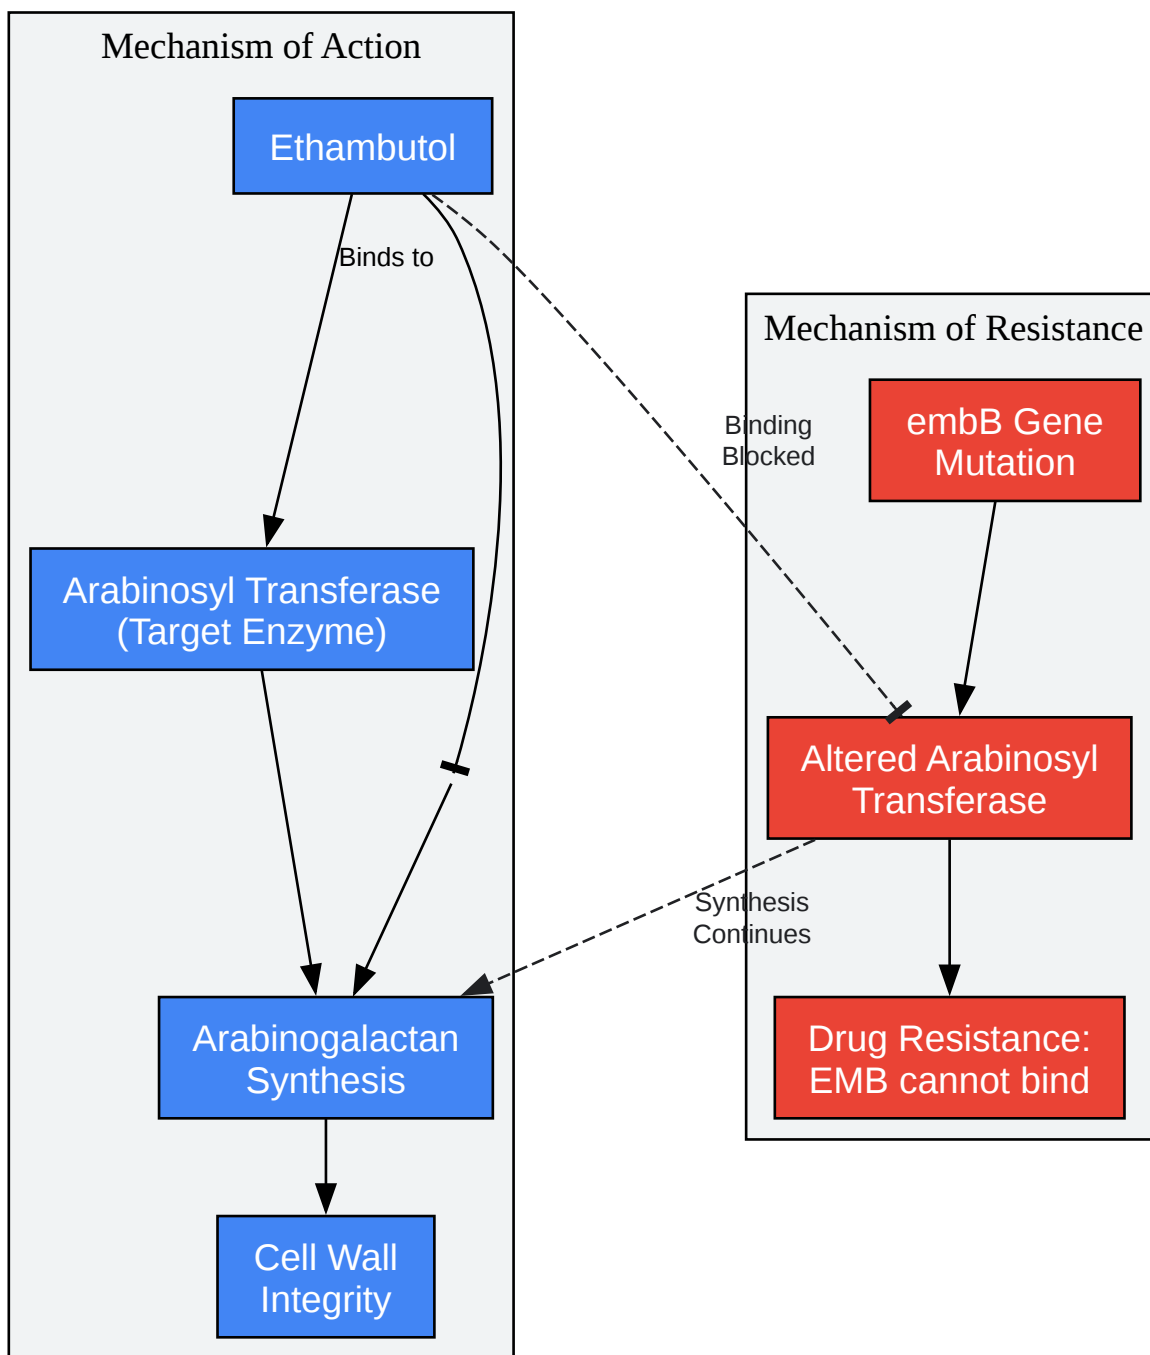 Mechanism of Action
Ethambutol
Binds to
Arabinosyl Transferase
(Target Enzyme)
Arabinogalactan
Synthesis
Cell Wall
Integrity
Binding
Blocked
Synthesis
Continues
Mechanism of Resistance
embB Gene
Mutation
Altered Arabinosyl
Transferase
Drug Resistance:
EMB cannot bind